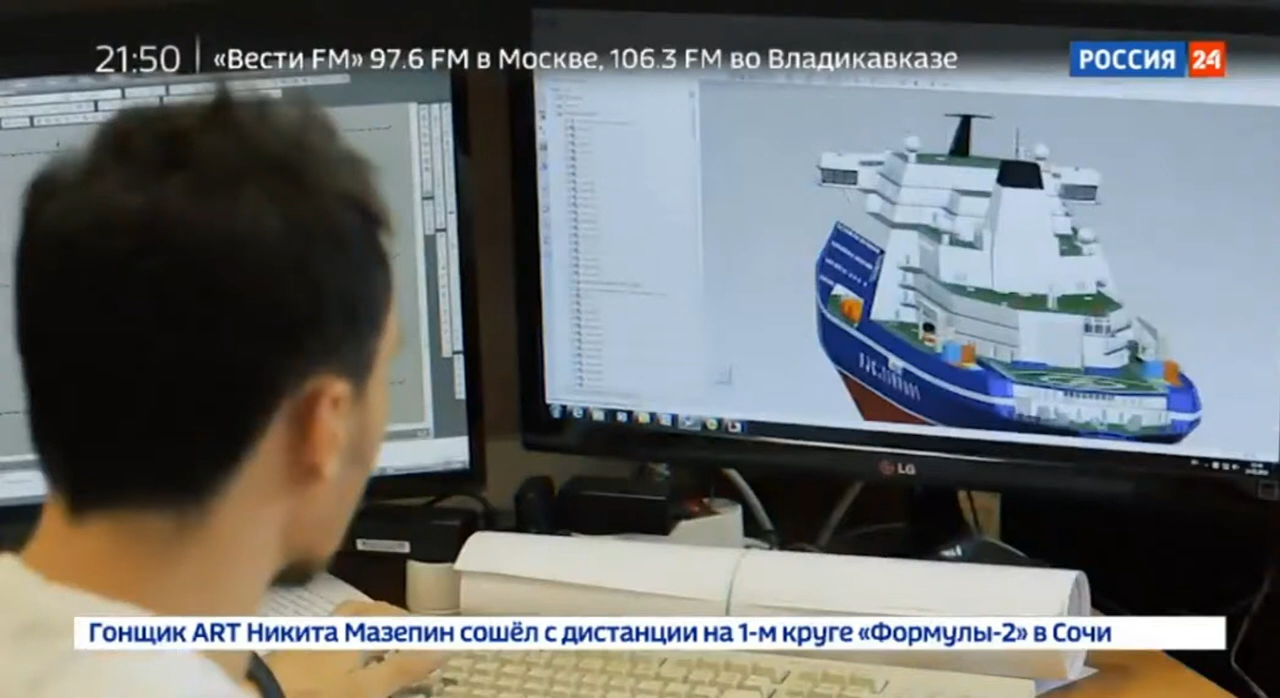 21:50 «Вести FM» 97.6 FM в Москве, 106.3 FM во Владикавказе
РОССИЯ 24
LG
Гонщик ART Никита Мазепин сошёл с дистанции на 1-м круге «Формулы-2» в Сочи